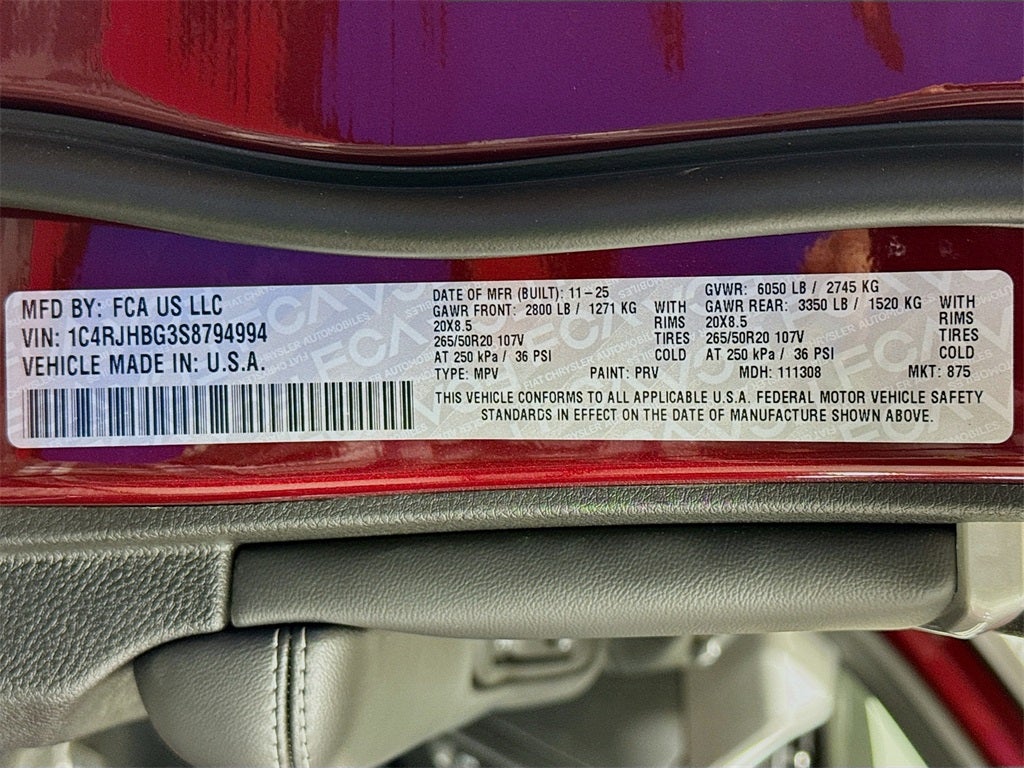 MFD BY: FCA US LLC
VIN: 1C4RJHBG3S8794994
VEHICLE MADE IN: U.S.A.
DATE OF MFR (BUILT): 11-25
GAWR FRONT: 2800 LB / 1271 KG WITH
20X8.5 RIMS
265/50R20 107V TIRES
AT 250 kPa / 36 PSI COLD
GVWR: 6050 LB / 2745 KG
GAWR REAR: 3350 LB / 1520 KG WITH
20X8.5 RIMS
265/50R20 107V TIRES
AT 250 kPa / 36 PSI COLD
TYPE: MPV PAINT: PRV MDH: 111308 MKT: 875
THIS VEHICLE CONFORMS TO ALL APPLICABLE U.S.A. FEDERAL MOTOR VEHICLE SAFETY
STANDARDS IN EFFECT ON THE DATE OF MANUFACTURE SHOWN ABOVE.